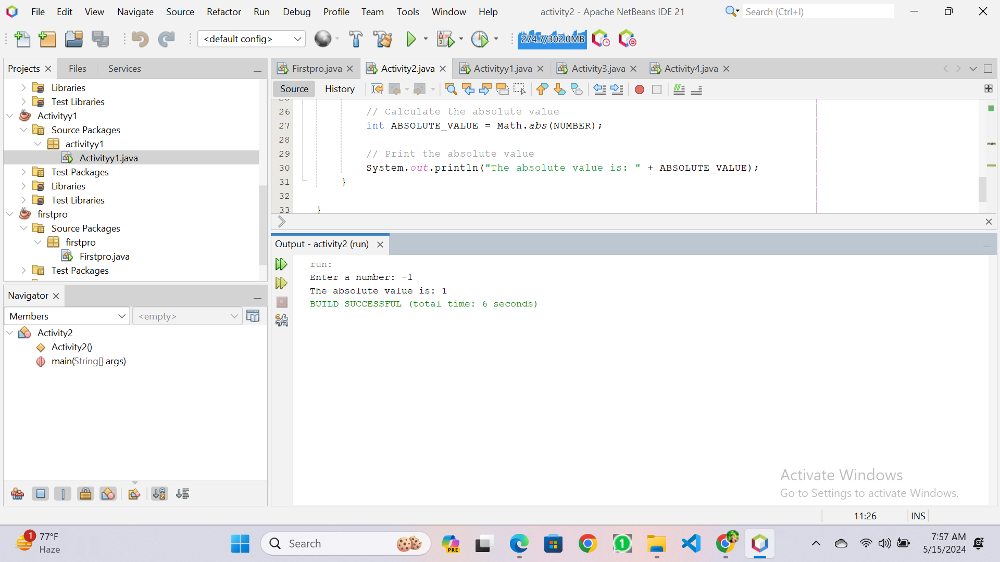 File Edit View Navigate Source Refactor Run Debug Profile Team Tools Window Help
activity2 - Apache NetBeans IDE 21
Search (Ctrl+I)
<default config>
274.7/302.0MB
Projects
Files
Services
Libraries
Test Libraries
Activityy1
Source Packages
activityy1
Activityy1.java
Test Packages
Libraries
Test Libraries
firstpro
Source Packages
firstpro
Firstpro.java
Test Packages
Navigator
Members
<empty>
Activity2
Activity2()
main(String[] args)
Firstpro.java
Activity2.java
Activityy1.java
Activity3.java
Activity4.java
Source
History
26 // Calculate the absolute value
27 int ABSOLUTE_VALUE = Math.abs(NUMBER);
28
29 // Print the absolute value
30 System.out.println("The absolute value is: " + ABSOLUTE_VALUE);
31 }
32
33 }
Output - activity2 (run)
run:
Enter a number: -1
The absolute value is: 1
BUILD SUCCESSFUL (total time: 6 seconds)
Activate Windows
Go to Settings to activate Windows.
11:26
INS
1
77°F
Haze
Search
PRE
1
7:57 AM
5/15/2024